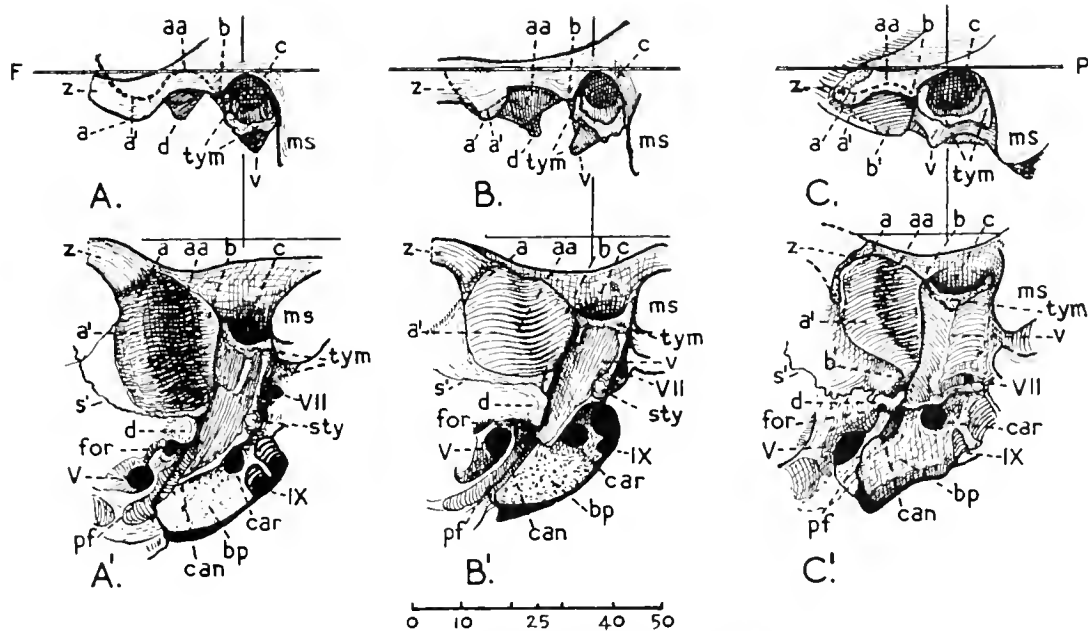 aa b c
F z
a a' d tym v ms
A.
aa b c
z
a a' d tym v ms
B.
aa b c
P
z
a a' b' v tym ms
C.
z a aa b c
ms
a' tym
s' VII
d sty
for
V IX
pf car
can bp
A'.
z a aa b c
ms
tym
a' v
s' VII
d sty
for
V IX
car
pf bp
can
B'.
z a aa b c
ms
tym
a' v
b
s' VII
d
for car
V IX
pf can bp
C'.
0 10 25 40 50